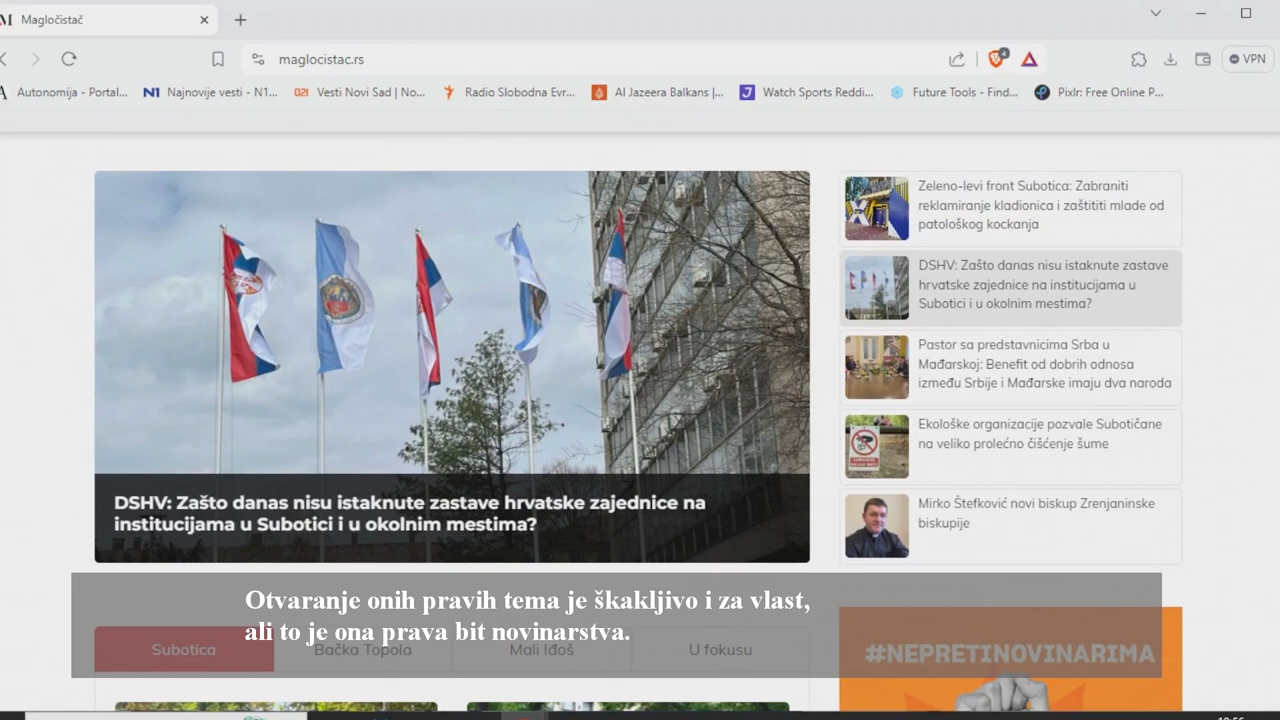 Magločistač
maglocistac.rs
4
VPN
Autonomija - Portal...
N1 Najnovije vesti - N1...
021 Vesti Novi Sad | No...
Radio Slobodna Evr...
Al Jazeera Balkans |...
Watch Sports Reddi...
Future Tools - Find...
Pixlr: Free Online P...
DSHV: Zašto danas nisu istaknute zastave hrvatske zajednice na
institucijama u Subotici i u okolnim mestima?
Zeleno-levi front Subotica: Zabraniti
reklamiranje kladionica i zaštititi mlade od
patološkog kockanja
DSHV: Zašto danas nisu istaknute zastave
hrvatske zajednice na institucijama u
Subotici i u okolnim mestima?
Pastor sa predstavnicima Srba u
Mađarskoj: Benefit od dobrih odnosa
između Srbije i Mađarske imaju dva naroda
Ekološke organizacije pozvale Subotičane
na veliko prolećno čišćenje šume
Mirko Štefković novi biskup Zrenjaninske
biskupije
Otvaranje onih pravih tema je škakljivo i za vlast,
ali to je ona prava bit novinarstva.
Subotica
Bačka Topola
Mali Iđoš
U fokusu
#NEPRETINOVINARIMA